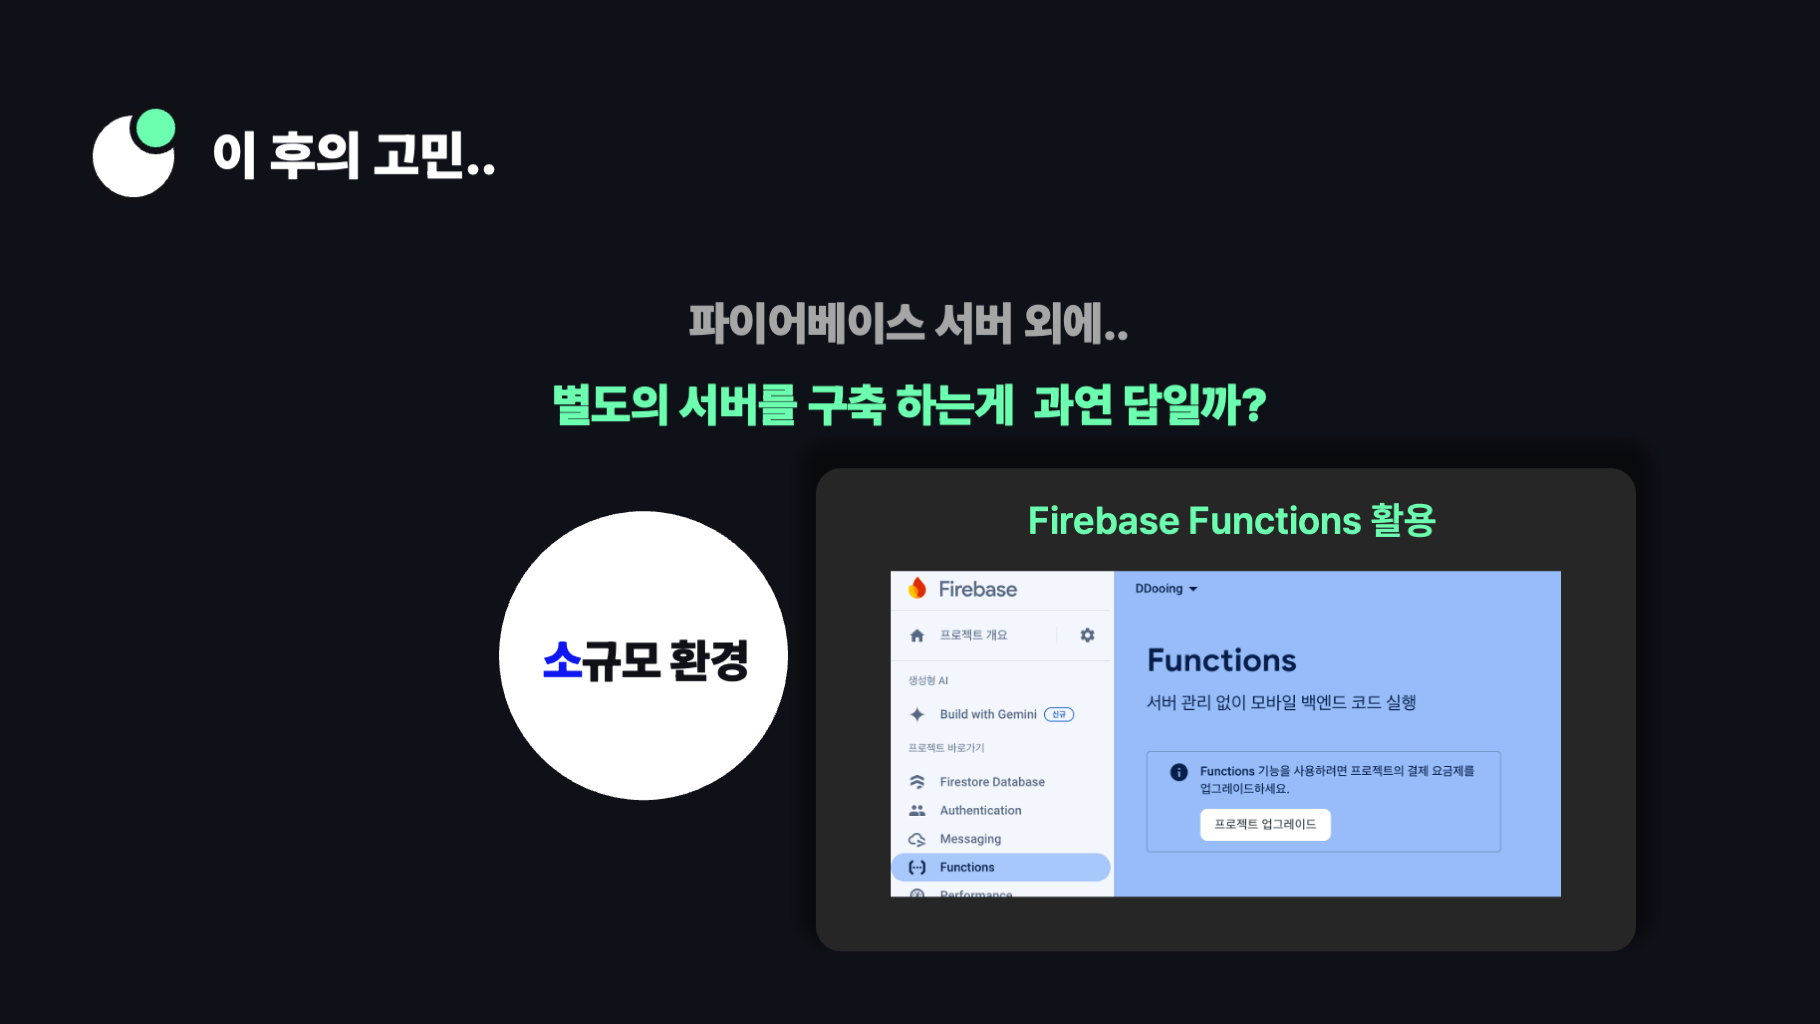 이 후의 고민..
파이어베이스 서버 외에..
별도의 서버를 구축 하는게 과연 답일까?
소규모 환경
Firebase Functions 활용
Firebase
프로젝트 개요
생성형 AI
Build with Gemini 신규
프로젝트 바로가기
Firestore Database
Authentication
Messaging
Functions
Performance
DDooing
Functions
서버 관리 없이 모바일 백엔드 코드 실행
Functions 기능을 사용하려면 프로젝트의 결제 요금제를
업그레이드하세요.
프로젝트 업그레이드